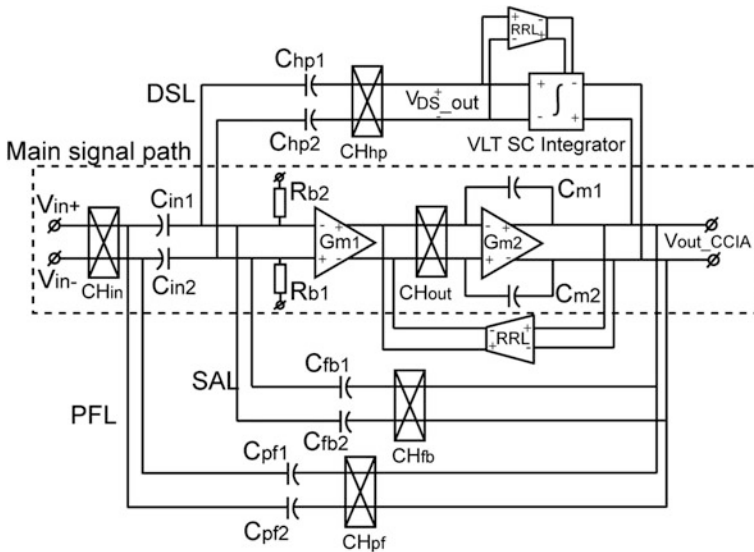 + - RRL + -
Chp1
DSL
+ -
VDS_out
+ -
∫
+ - - +
Chp2
CHhp
VLT SC Integrator
Main signal path
Vin+
Cin1
Rb2
Cm1
Gm1
- + + -
Gm2
- + + -
Vout_CCIA
Vin-
CHin
Cin2
Rb1
CHout
Cm2
- + RRL + -
SAL
Cfb1
PFL
Cfb2
CHfb
Cpf1
Cpf2
CHpf